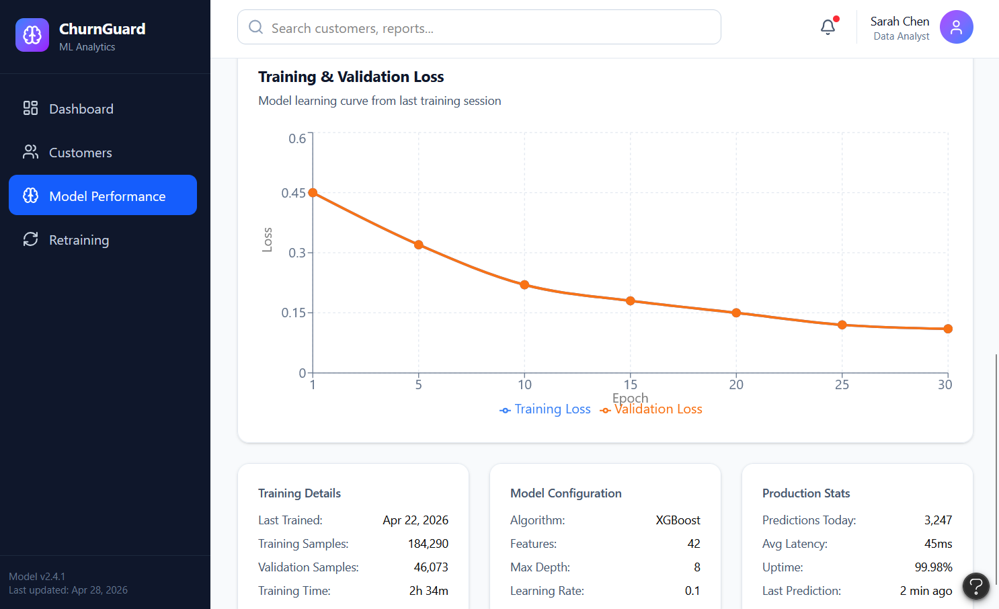 ChurnGuard
ML Analytics
Dashboard
Customers
Model Performance
Retraining
Model v2.4.1
Last updated: Apr 28, 2026
Search customers, reports...
Sarah Chen
Data Analyst
Training & Validation Loss
Model learning curve from last training session
0.6
0.45
0.3
0.15
0
Loss
1 5 10 15 20 25 30
Epoch
Training Loss Validation Loss
Training Details
Last Trained: Apr 22, 2026
Training Samples: 184,290
Validation Samples: 46,073
Training Time: 2h 34m
Model Configuration
Algorithm: XGBoost
Features: 42
Max Depth: 8
Learning Rate: 0.1
Production Stats
Predictions Today: 3,247
Avg Latency: 45ms
Uptime: 99.98%
Last Prediction: 2 min ago
?